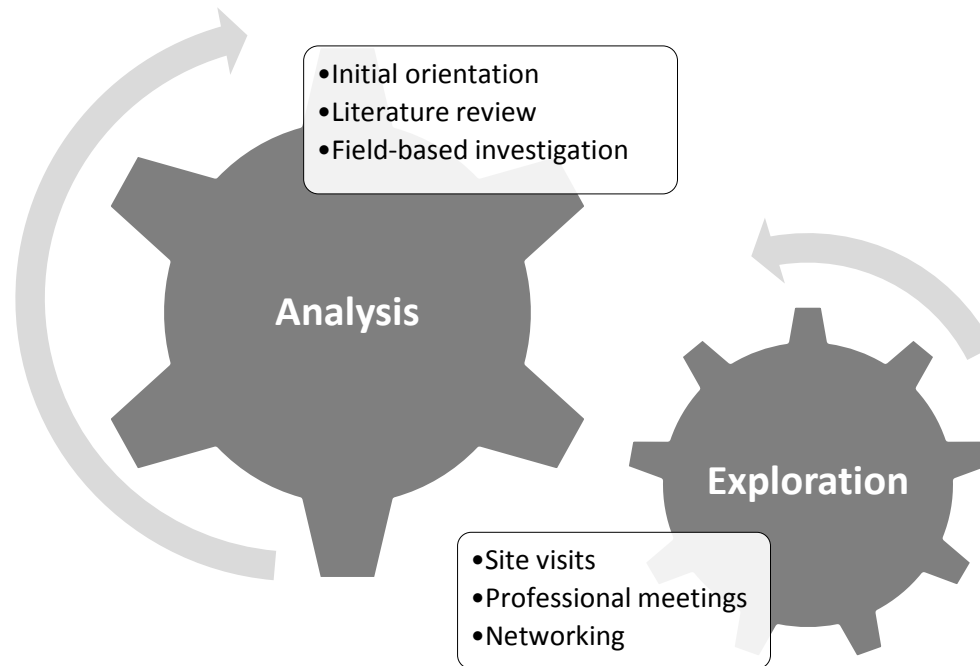 •Initial orientation
•Literature review
•Field-based investigation
Analysis
Exploration
•Site visits
•Professional meetings
•Networking